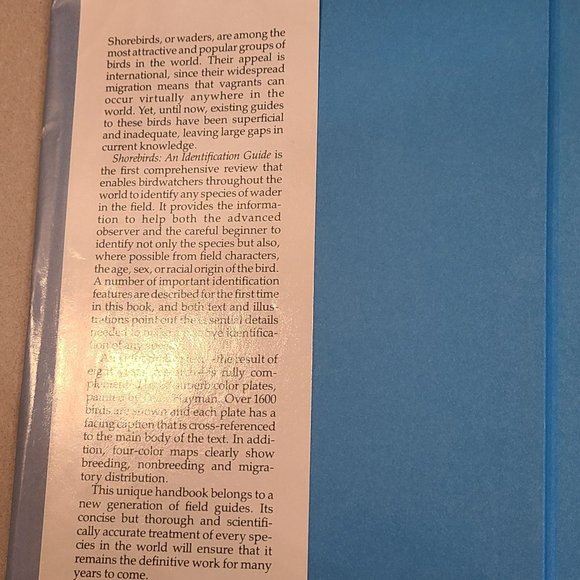 Shorebirds, or waders, are among the
most attractive and popular groups of
birds in the world. Their appeal is
international, since their widespread
migration means that vagrants can
occur virtually anywhere in the
world. Yet, until now, existing guides
to these birds have been superficial
and inadequate, leaving large gaps in
current knowledge.
Shorebirds: An Identification Guide is
the first comprehensive review that
enables birdwatchers throughout the
world to identify any species of wader
in the field. It provides the informa-
tion to help both the advanced
observer and the careful beginner to
identify not only the species but also,
where possible from field characters,
the age, sex, or racial origin of the bird.
A number of important identification
features are described for the first time
in this book, and both text and illus-
trations point out the essential details
needed to identifica-
tion of any
the result of
eight fully com-
superb color plates,
Hayman. Over 1600
birds are shown and each plate has a
facing caption that is cross-referenced
to the main body of the text. In addi-
tion, four-color maps clearly show
breeding, nonbreeding and migra-
tory distribution.
This unique handbook belongs to a
new generation of field guides. Its
concise but thorough and scientifi-
cally accurate treatment of every spe-
cies in the world will ensure that it
remains the definitive work for many
years to come.